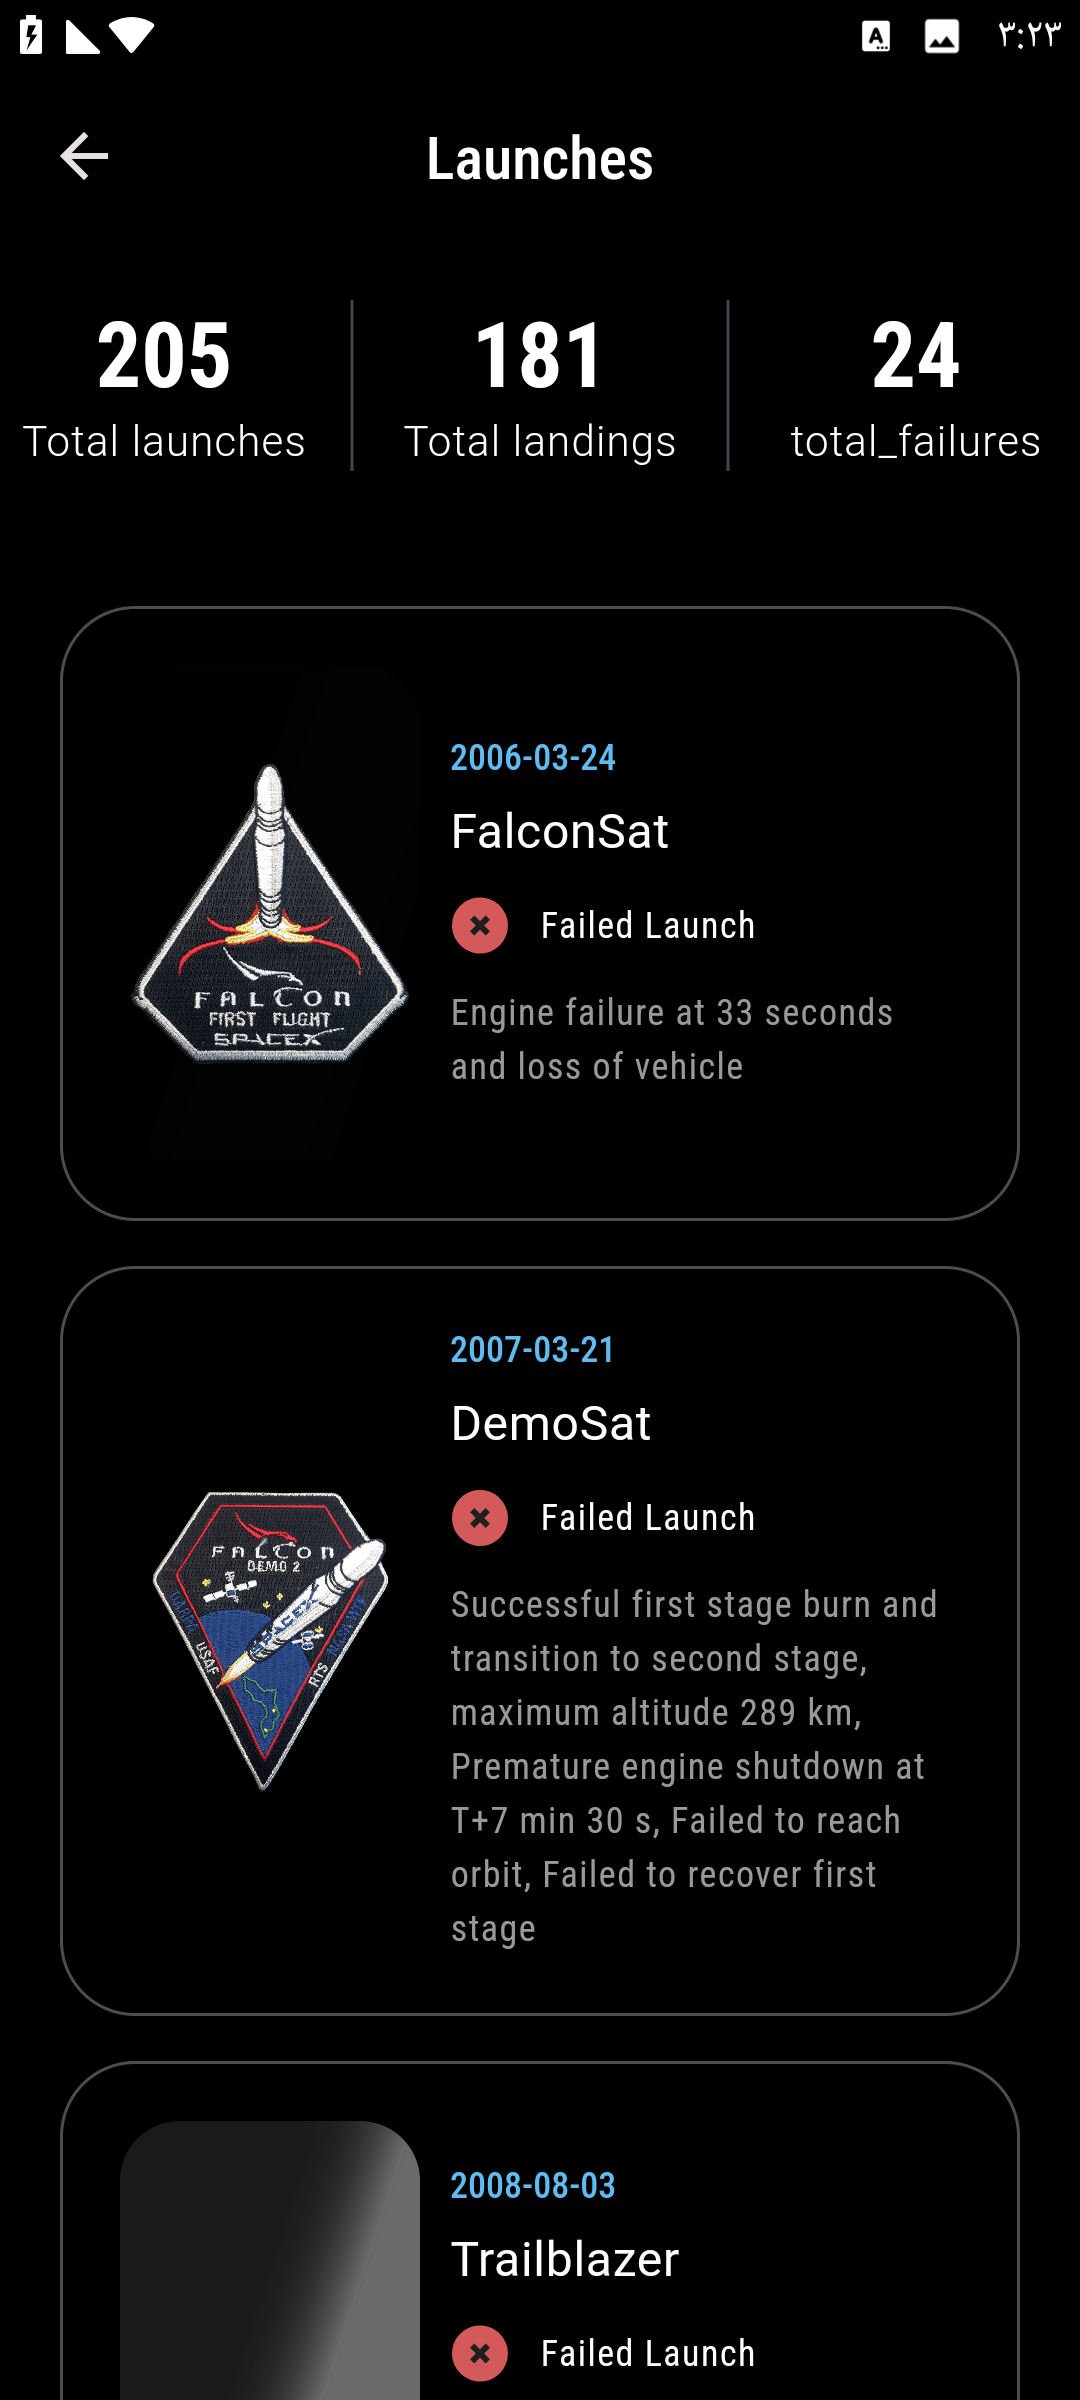 ٣:٢٣
Launches
205
Total launches
181
Total landings
24
total_failures
FALCON
FIRST FLIGHT
SPACEX
2006-03-24
FalconSat
Failed Launch
Engine failure at 33 seconds
and loss of vehicle
FALCON
DEMO 2
USAF
SPACEX
RTS
2007-03-21
DemoSat
Failed Launch
Successful first stage burn and
transition to second stage,
maximum altitude 289 km,
Premature engine shutdown at
T+7 min 30 s, Failed to reach
orbit, Failed to recover first
stage
2008-08-03
Trailblazer
Failed Launch